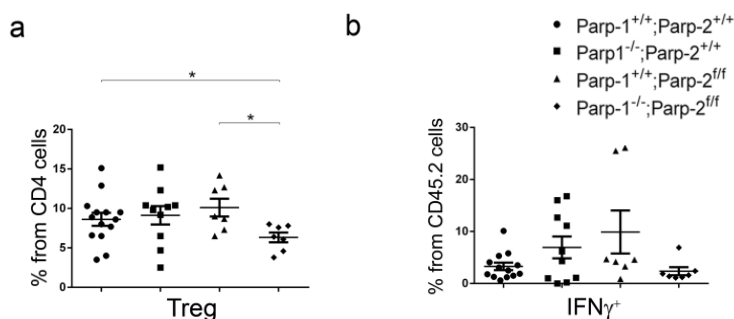 a
*
*
% from CD4 cells
20
15
10
5
0
Treg
b
Parp-1+/+;Parp-2+/+
Parp1-/-;Parp-2+/+
Parp-1+/+;Parp-2f/f
Parp-1-/-;Parp-2f/f
% from CD45.2 cells
30
20
10
0
IFNγ+